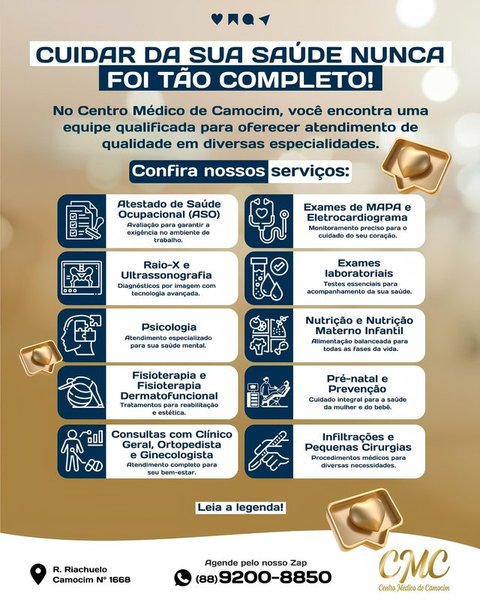 CUIDAR DA SUA SAÚDE NUNCA
FOI TÃO COMPLETO!
No Centro Médico de Camocim, você encontra uma
equipe qualificada para oferecer atendimento de
qualidade em diversas especialidades.
Confira nossos serviços:
Atestado de Saúde
Ocupacional (ASO)
Avaliação para garantir a
exigência no ambiente de
trabalho.
Exames de MAPA e
Eletrocardiograma
Monitoramento preciso para o
cuidado do seu coração.
Raio-X e
Ultrassonografia
Diagnósticos por imagem com
tecnologia avançada.
Exames
laboratoriais
Testes essenciais para
acompanhamento da sua saúde.
Psicologia
Atendimento especializado
para sua saúde mental.
Nutrição e Nutrição
Materno Infantil
Alimentação balanceada para
todas as fases da vida.
Fisioterapia e
Fisioterapia
Dermatofuncional
Tratamentos para reabilitação
e estética.
Pré-natal e
Prevenção
Cuidado integral para a saúde
da mulher e do bebê.
Consultas com Clínico
Geral, Ortopedista
e Ginecologista
Atendimento completo para
seu bem-estar.
Infiltrações e
Pequenas Cirurgias
Procedimentos médicos para
diversas necessidades.
Leia a legenda!
R. Riachuelo
Camocim Nº 1668
Agende pelo nosso Zap
(88)9200-8850
CMC
Centro Médico de Camocim